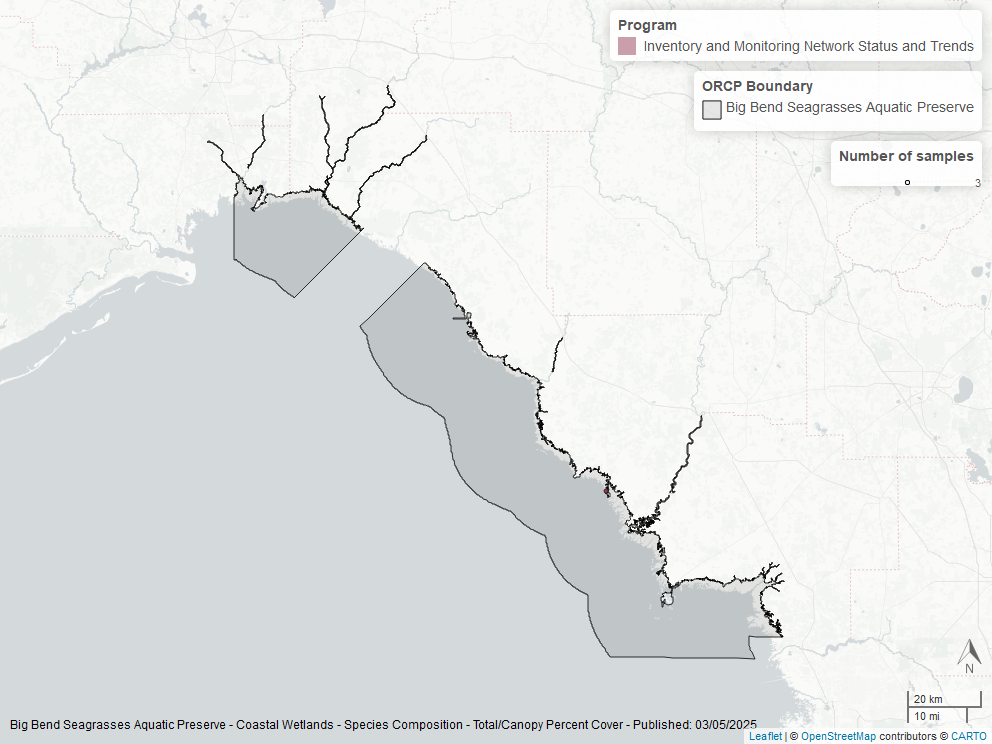 Program
Inventory and Monitoring Network Status and Trends
ORCP Boundary
Big Bend Seagrasses Aquatic Preserve
Number of samples
3
N
20 km
10 mi
Big Bend Seagrasses Aquatic Preserve - Coastal Wetlands - Species Composition - Total/Canopy Percent Cover - Published: 03/05/2025
Leaflet | © OpenStreetMap contributors © CARTO